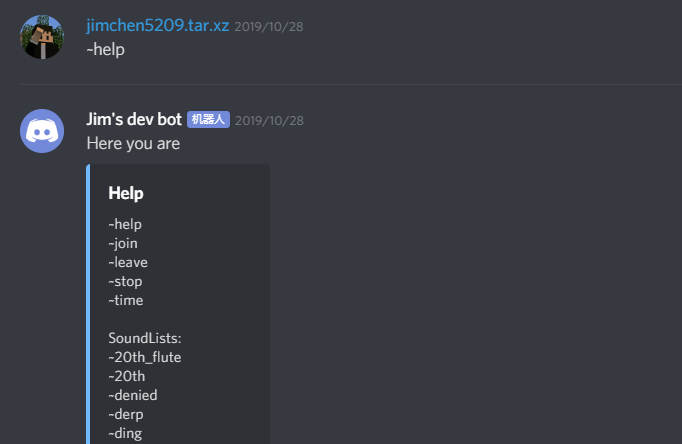 jimchen5209.tar.xz 2019/10/28
~help
Jim's dev bot 机器人 2019/10/28
Here you are
Help
~help
~join
~leave
~stop
~time
SoundLists:
~20th_flute
~20th
~denied
~derp
~ding